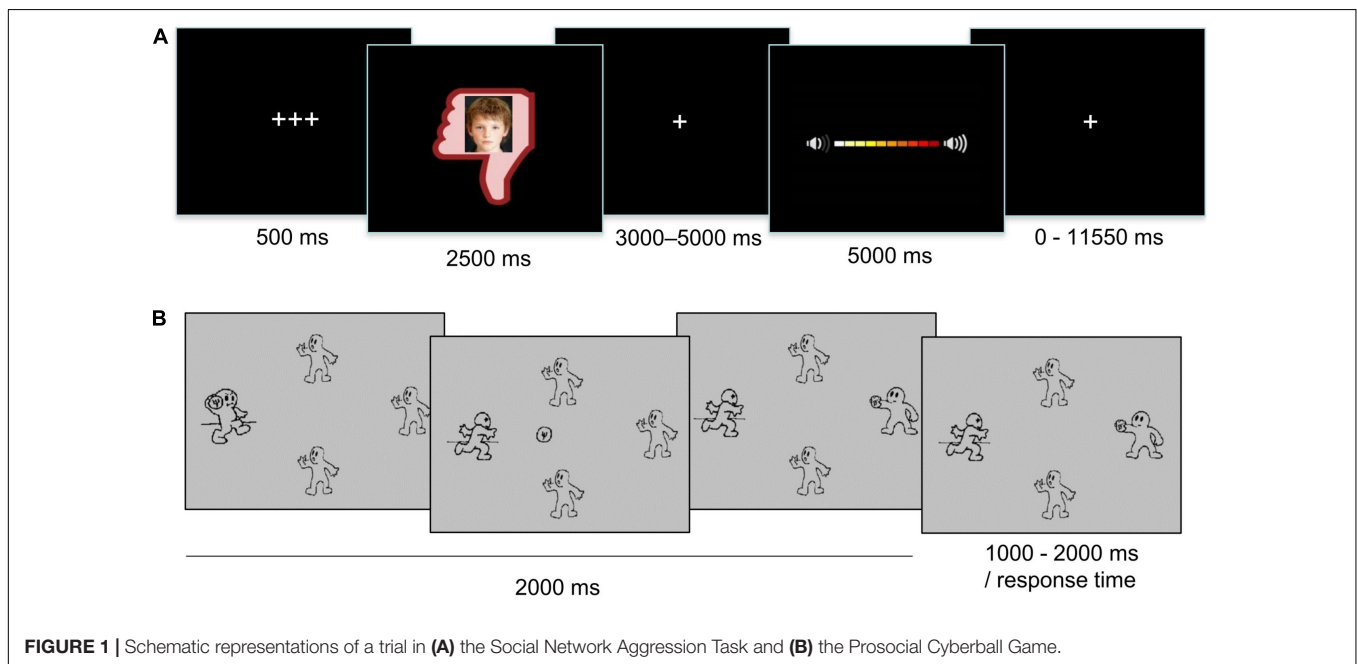 A
+++
+
+
500 ms
2500 ms
3000–5000 ms
5000 ms
0 - 11550 ms
B
2000 ms
1000 - 2000 ms
/ response time
FIGURE 1 | Schematic representations of a trial in (A) the Social Network Aggression Task and (B) the Prosocial Cyberball Game.